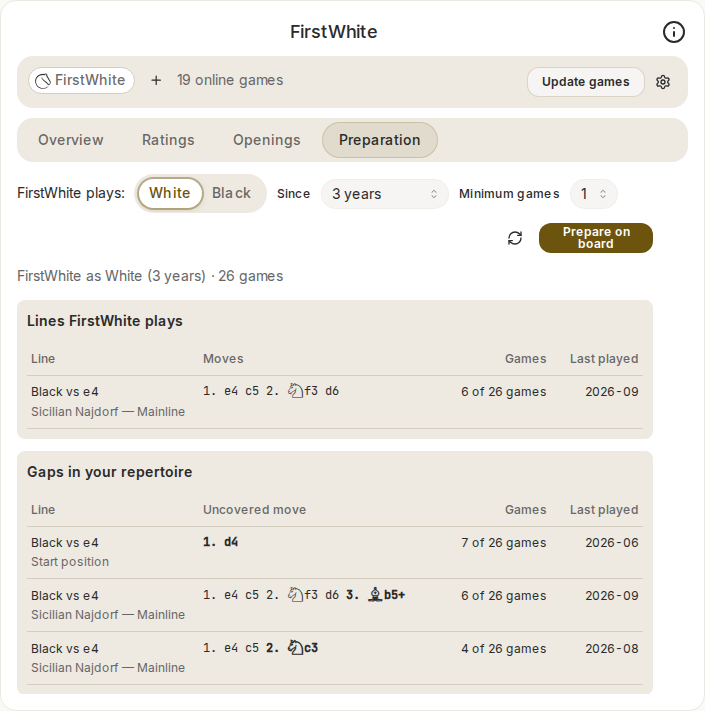 FirstWhite
FirstWhite + 19 online games Update games
Overview Ratings Openings Preparation
FirstWhite plays: White Black Since 3 years Minimum games 1
Prepare on
board
FirstWhite as White (3 years) · 26 games
Lines FirstWhite plays
Line Moves Games Last played
Black vs e4 1. e4 c5 2. ♘f3 d6 6 of 26 games 2026-09
Sicilian Najdorf — Mainline
Gaps in your repertoire
Line Uncovered move Games Last played
Black vs e4 1. d4 7 of 26 games 2026-06
Start position
Black vs e4 1. e4 c5 2. ♘f3 d6 3. ♗b5+ 6 of 26 games 2026-09
Sicilian Najdorf — Mainline
Black vs e4 1. e4 c5 2. ♘c3 4 of 26 games 2026-08
Sicilian Najdorf — Mainline